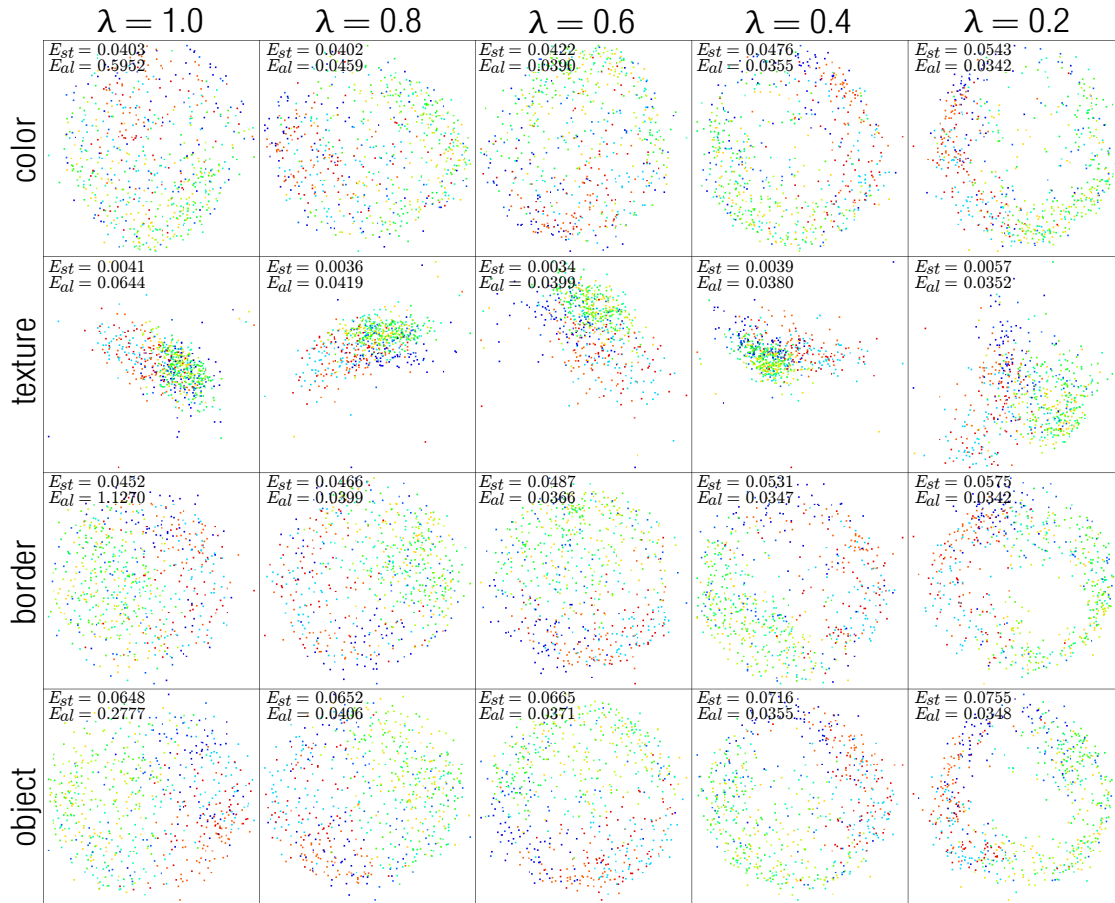 λ = 1.0 λ = 0.8 λ = 0.6 λ = 0.4 λ = 0.2
color
E_st = 0.0403
E_al = 0.5952
E_st = 0.0402
E_al = 0.0459
E_st = 0.0422
E_al = 0.0390
E_st = 0.0476
E_al = 0.0355
E_st = 0.0543
E_al = 0.0342
texture
E_st = 0.0041
E_al = 0.0644
E_st = 0.0036
E_al = 0.0419
E_st = 0.0034
E_al = 0.0399
E_st = 0.0039
E_al = 0.0380
E_st = 0.0057
E_al = 0.0352
border
E_st = 0.0452
E_al = 1.1270
E_st = 0.0466
E_al = 0.0399
E_st = 0.0487
E_al = 0.0366
E_st = 0.0531
E_al = 0.0347
E_st = 0.0575
E_al = 0.0342
object
E_st = 0.0648
E_al = 0.2777
E_st = 0.0652
E_al = 0.0406
E_st = 0.0665
E_al = 0.0371
E_st = 0.0716
E_al = 0.0355
E_st = 0.0755
E_al = 0.0348